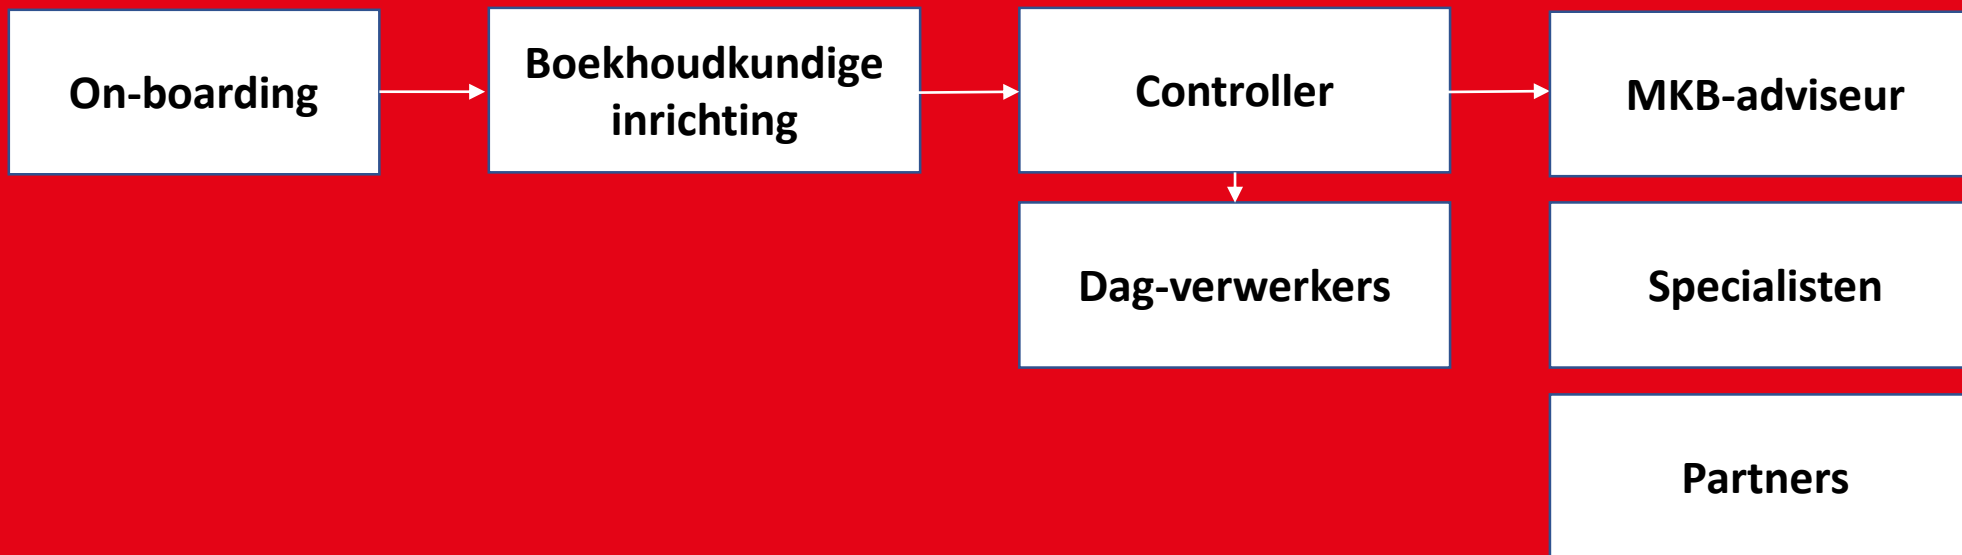 On-boarding
Boekhoudkundige
inrichting
Controller
MKB-adviseur
Dag-verwerkers
Specialisten
Partners